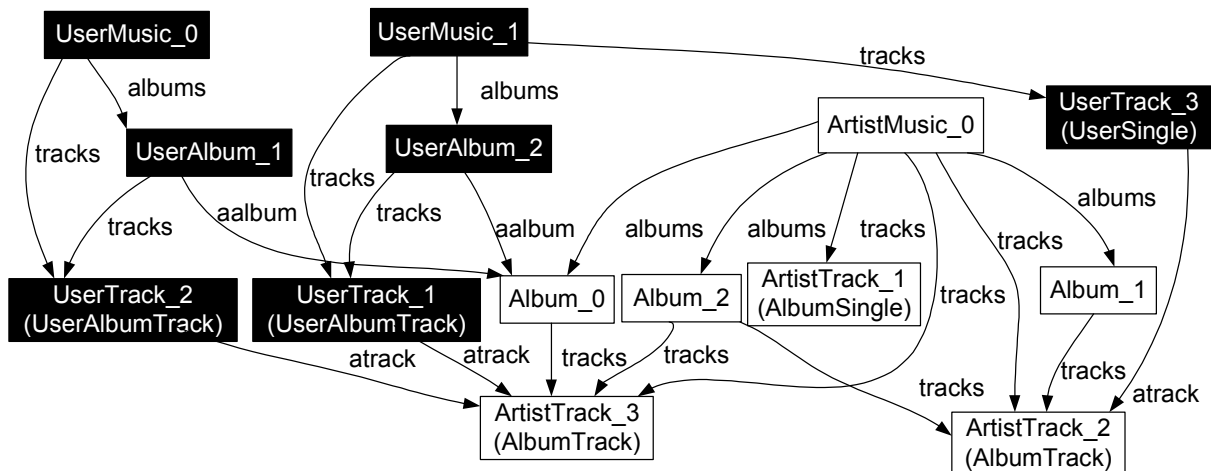 UserMusic_0
UserMusic_1
tracks
albums
albums
UserTrack_3
(UserSingle)
ArtistMusic_0
tracks
UserAlbum_1
UserAlbum_2
tracks
tracks
aalbum
tracks
aalbum
albums
albums
tracks
tracks
albums
UserTrack_2
(UserAlbumTrack)
UserTrack_1
(UserAlbumTrack)
Album_0
Album_2
ArtistTrack_1
(AlbumSingle)
tracks
Album_1
atrack
atrack
tracks
tracks
tracks
tracks
atrack
ArtistTrack_3
(AlbumTrack)
ArtistTrack_2
(AlbumTrack)